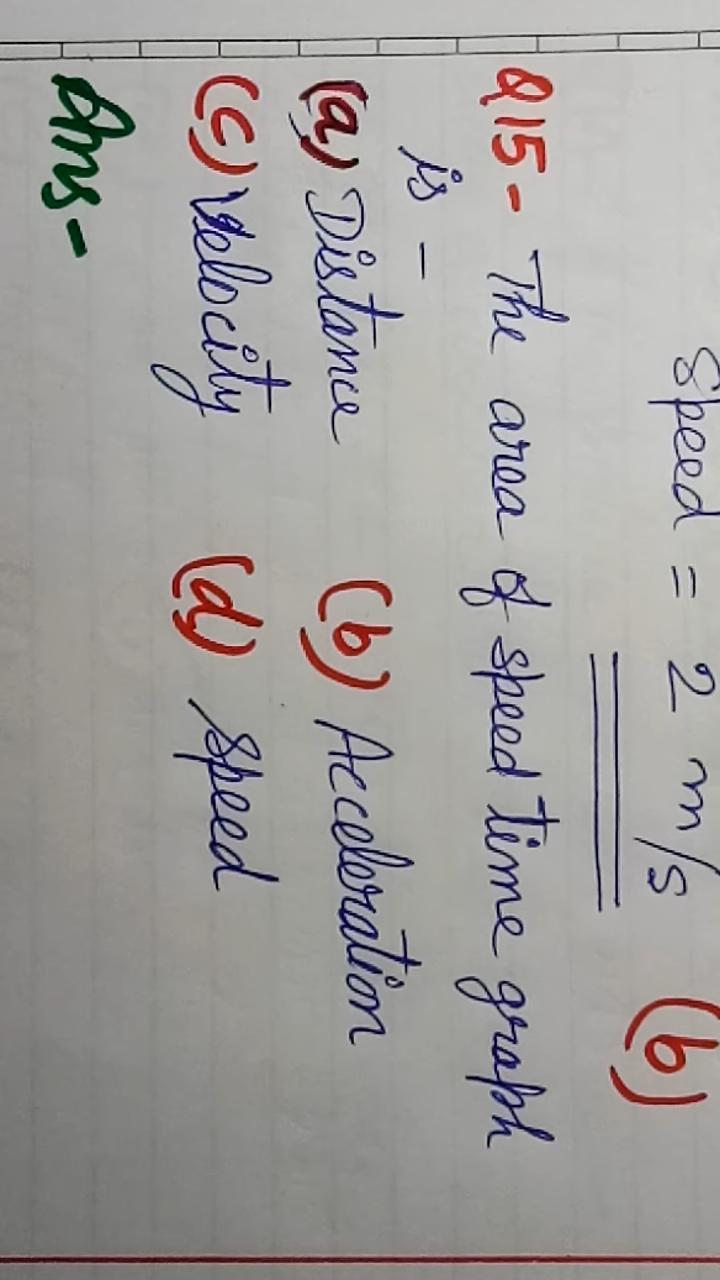 Speed = 2 m/s (b)
Q15- The area of speed time graph
is -
(a) Distance (b) Acceleration
(c) Velocity (d) Speed
Ans-